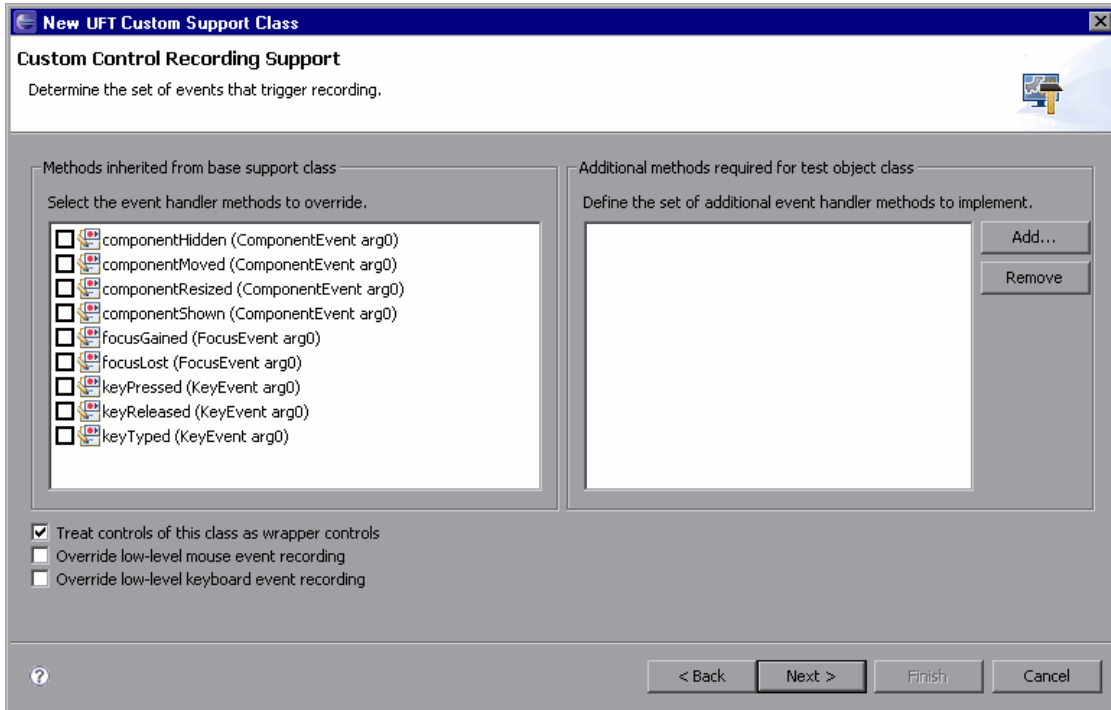 New UFT Custom Support Class
Custom Control Recording Support
Determine the set of events that trigger recording.
Methods inherited from base support class
Select the event handler methods to override.
componentHidden (ComponentEvent arg0)
componentMoved (ComponentEvent arg0)
componentResized (ComponentEvent arg0)
componentShown (ComponentEvent arg0)
focusGained (FocusEvent arg0)
focusLost (FocusEvent arg0)
keyPressed (KeyEvent arg0)
keyReleased (KeyEvent arg0)
keyTyped (KeyEvent arg0)
Additional methods required for test object class
Define the set of additional event handler methods to implement.
Add...
Remove
Treat controls of this class as wrapper controls
Override low-level mouse event recording
Override low-level keyboard event recording
?
< Back
Next >
Finish
Cancel